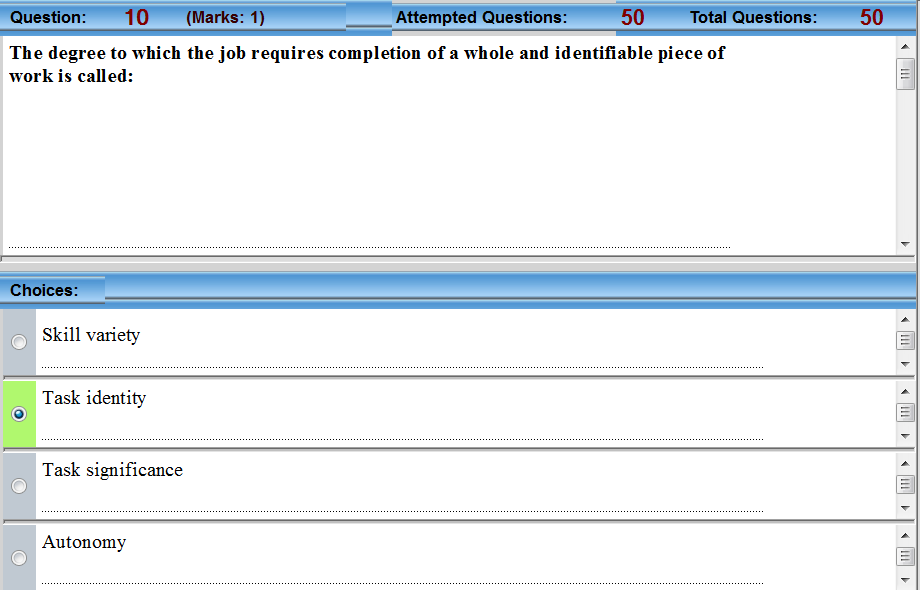 Question: 10 (Marks: 1) Attempted Questions: 50 Total Questions: 50
The degree to which the job requires completion of a whole and identifiable piece of
work is called:
Choices:
Skill variety
Task identity
Task significance
Autonomy